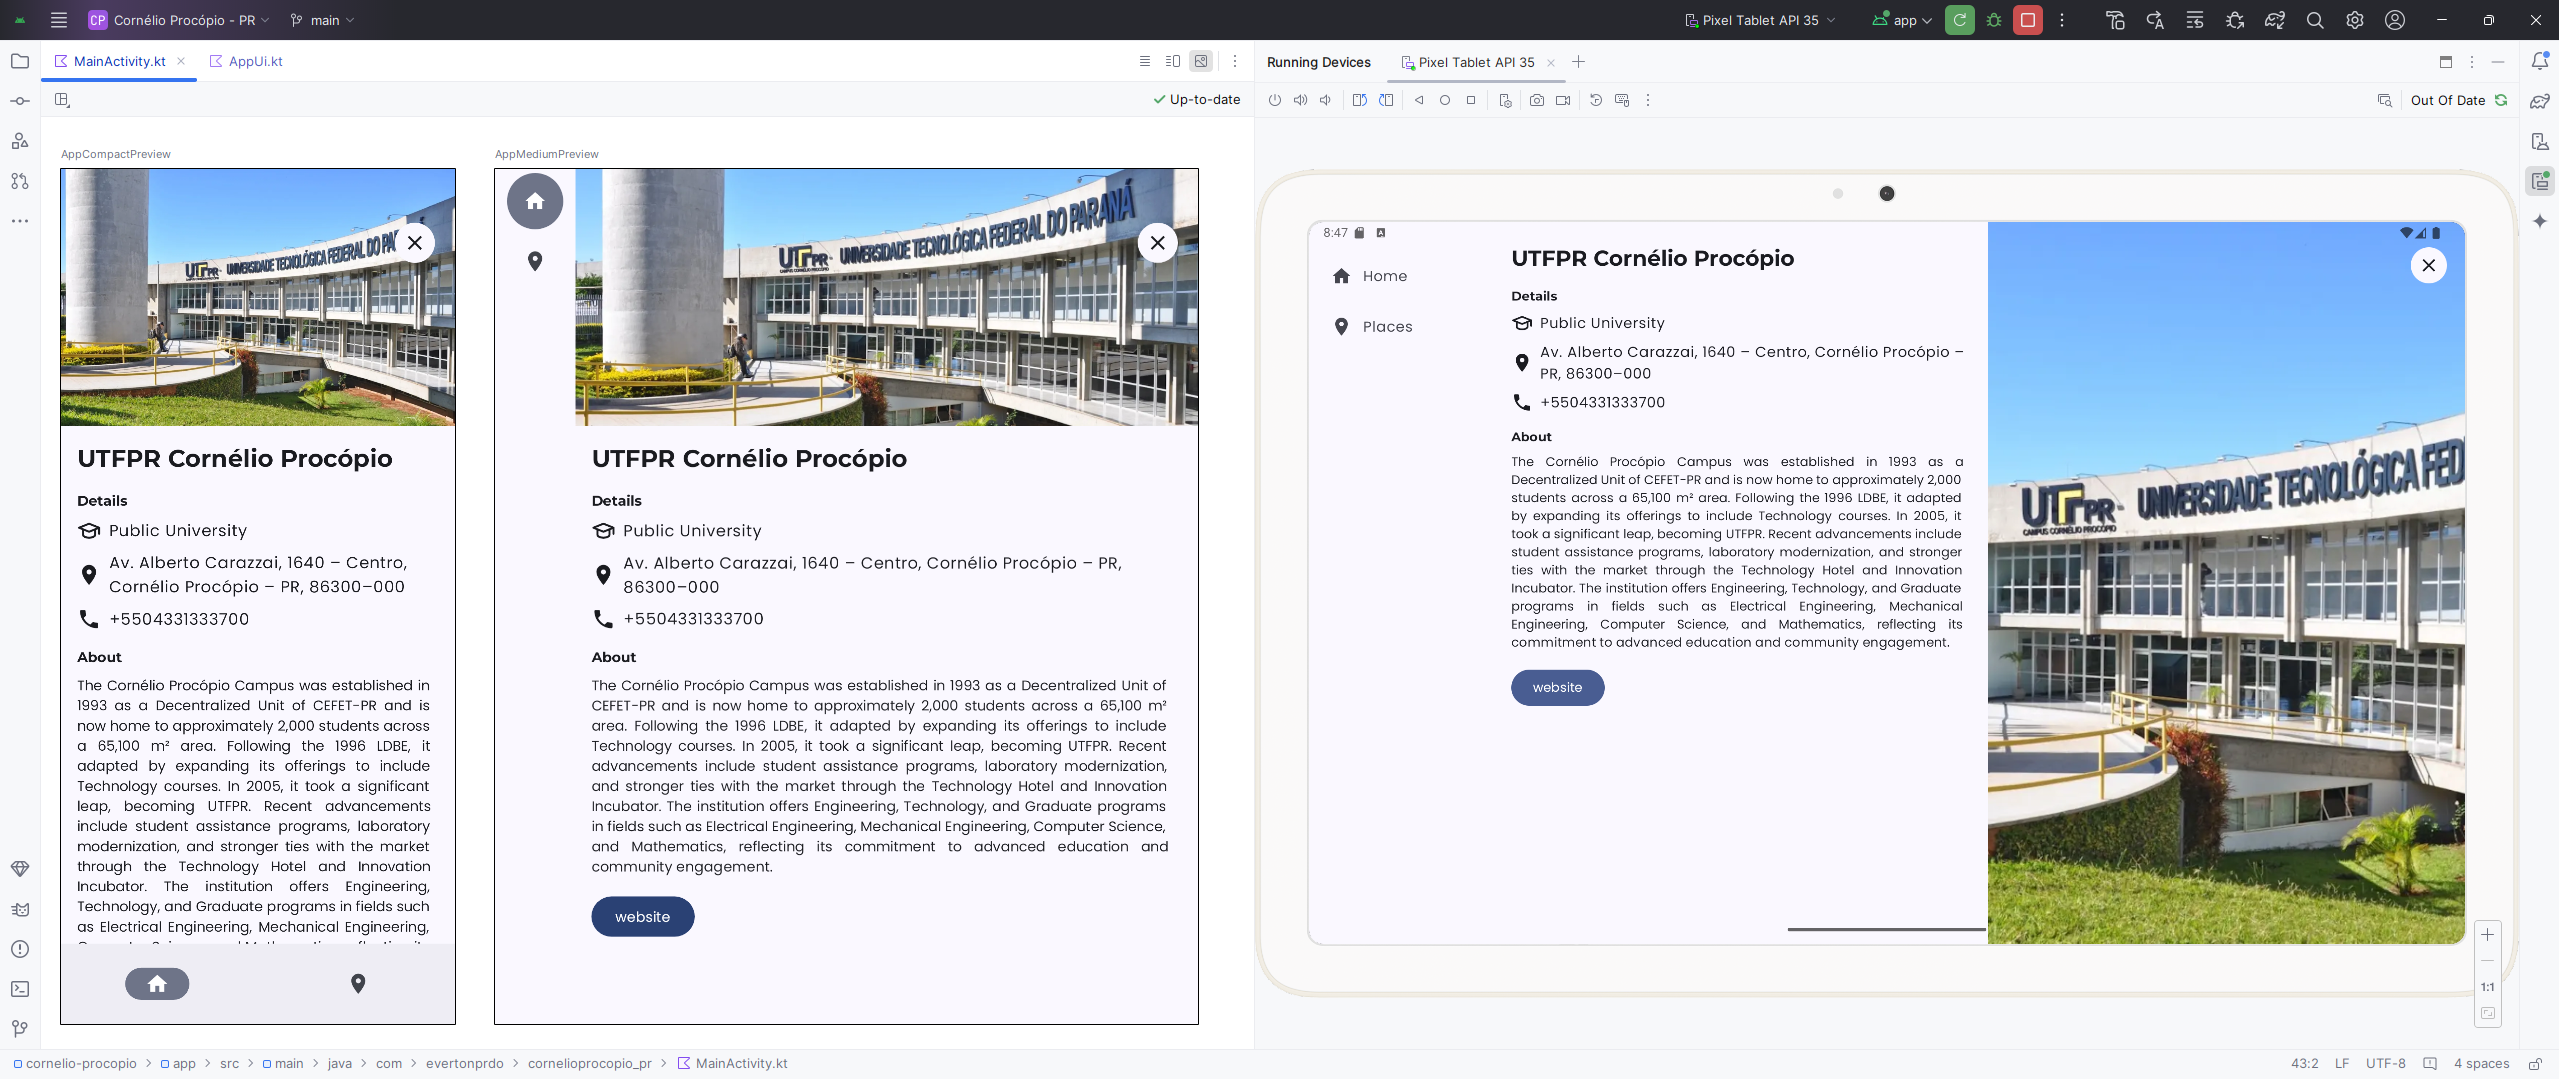 CP Cornélio Procópio - PR
main
Pixel Tablet API 35
app
MainActivity.kt
AppUi.kt
Up-to-date
Running Devices
Pixel Tablet API 35
Out Of Date
AppCompactPreview
UTFPR UNIVERSIDADE TECNOLÓGICA FEDERAL DO PA
UTFPR Cornélio Procópio
Details
Public University
Av. Alberto Carazzai, 1640 – Centro,
Cornélio Procópio – PR, 86300–000
+5504331333700
About
The Cornélio Procópio Campus was established in
1993 as a Decentralized Unit of CEFET-PR and is
now home to approximately 2,000 students across
a 65,100 m² area. Following the 1996 LDBE, it
adapted by expanding its offerings to include
Technology courses. In 2005, it took a significant
leap, becoming UTFPR. Recent advancements
include student assistance programs, laboratory
modernization, and stronger ties with the market
through the Technology Hotel and Innovation
Incubator. The institution offers Engineering,
Technology, and Graduate programs in fields such
as Electrical Engineering, Mechanical Engineering,
AppMediumPreview
UTFPR UNIVERSIDADE TECNOLÓGICA FEDERAL DO PARANÁ
CAMPUS CORNÉLIO PROCÓPIO
UTFPR Cornélio Procópio
Details
Public University
Av. Alberto Carazzai, 1640 – Centro, Cornélio Procópio – PR,
86300–000
+5504331333700
About
The Cornélio Procópio Campus was established in 1993 as a Decentralized Unit of
CEFET-PR and is now home to approximately 2,000 students across a 65,100 m²
area. Following the 1996 LDBE, it adapted by expanding its offerings to include
Technology courses. In 2005, it took a significant leap, becoming UTFPR. Recent
advancements include student assistance programs, laboratory modernization,
and stronger ties with the market through the Technology Hotel and Innovation
Incubator. The institution offers Engineering, Technology, and Graduate programs
in fields such as Electrical Engineering, Mechanical Engineering, Computer Science,
and Mathematics, reflecting its commitment to advanced education and
community engagement.
website
8:47
Home
Places
UTFPR Cornélio Procópio
Details
Public University
Av. Alberto Carazzai, 1640 – Centro, Cornélio Procópio –
PR, 86300–000
+5504331333700
About
The Cornélio Procópio Campus was established in 1993 as a
Decentralized Unit of CEFET-PR and is now home to approximately 2,000
students across a 65,100 m² area. Following the 1996 LDBE, it adapted
by expanding its offerings to include Technology courses. In 2005, it
took a significant leap, becoming UTFPR. Recent advancements include
student assistance programs, laboratory modernization, and stronger
ties with the market through the Technology Hotel and Innovation
Incubator. The institution offers Engineering, Technology, and Graduate
programs in fields such as Electrical Engineering, Mechanical
Engineering, Computer Science, and Mathematics, reflecting its
commitment to advanced education and community engagement.
website
UTFPR UNIVERSIDADE TECNOLÓGICA FED
CAMPUS CORNÉLIO PROCÓPIO
1:1
cornelio-procopio > app > src > main > java > com > evertonprdo > cornelioprocopio_pr > MainActivity.kt
43:2 LF UTF-8 4 spaces